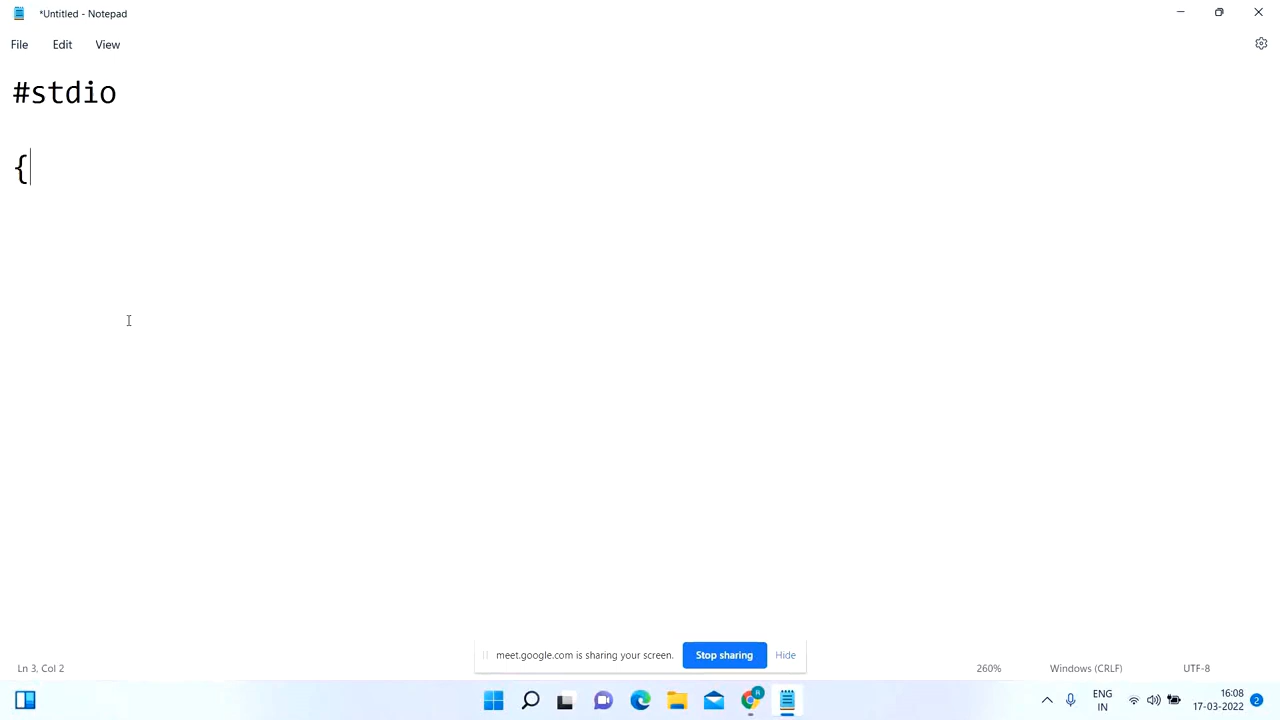 *Untitled - Notepad
File Edit View
#stdio
{
meet.google.com is sharing your screen. Stop sharing Hide
Ln 3, Col 2 260% Windows (CRLF) UTF-8
N
ENG
IN
16:08
17-03-2022
2